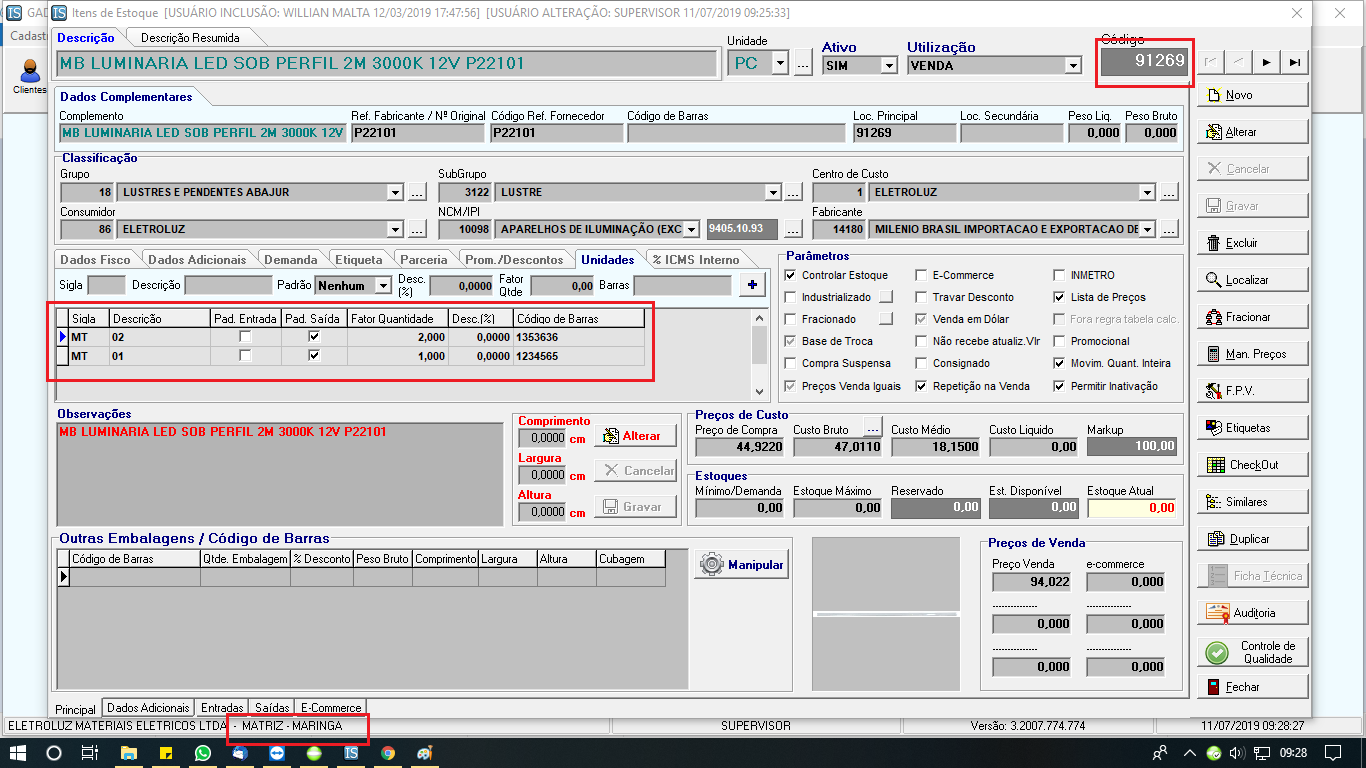 GAD
Itens de Estoque [USUÁRIO INCLUSÃO: WILLIAN MALTA 12/03/2019 17:47:56] [USUÁRIO ALTERAÇÃO: SUPERVISOR 11/07/2019 09:25:33]
Cadast
Clientes
Descrição Descrição Resumida
MB LUMINARIA LED SOB PERFIL 2M 3000K 12V P22101
Unidade Ativo Utilização Código
PC ... SIM VENDA 91269
Dados Complementares
Complemento Ref. Fabricante / Nº Original Código Ref. Fornecedor Código de Barras Loc. Principal Loc. Secundária Peso Liq. Peso Bruto
MB LUMINARIA LED SOB PERFIL 2M 3000K 12V P22101 P22101 91269 0,000 0,000
Classificação
Grupo SubGrupo Centro de Custo
18 LUSTRES E PENDENTES ABAJUR ... 3122 LUSTRE ... 1 ELETROLUZ ...
Consumidor NCM/IPI Fabricante
86 ELETROLUZ ... 10098 APARELHOS DE ILUMINAÇÃO (EXC 9405.10.93 ... 14180 MILENIO BRASIL IMPORTACAO E EXPORTACAO DE ...
Dados Fisco Dados Adicionais Demanda Etiqueta Parceria Prom./Descontos Unidades % ICMS Interno
Sigla Descrição Padrão Nenhum Desc. (%) 0,0000 Fator Qtde 0,00 Barras +
Sigla Descrição Pad. Entrada Pad. Saída Fator Quantidade Desc.(%) Código de Barras
MT 02 2,000 0,0000 1353636
MT 01 1,000 0,0000 1234565
Parâmetros
Controlar Estoque E-Commerce INMETRO
Industrializado Travar Desconto Lista de Preços
Fracionado Venda em Dólar Fora regra tabela calc.
Base de Troca Não recebe atualiz.Vlr Promocional
Compra Suspensa Consignado Movim. Quant. Inteira
Preços Venda Iguais Repetição na Venda Permitir Inativação
Observações
MB LUMINARIA LED SOB PERFIL 2M 3000K 12V P22101
Comprimento
0,0000 cm Alterar
Largura
0,0000 cm Cancelar
Altura
0,0000 cm Gravar
Preços de Custo
Preço de Compra Custo Bruto ... Custo Médio Custo Liquido Markup
44,9220 47,0110 18,1500 0,00 100,00
Estoques
Mínimo/Demanda Estoque Máximo Reservado Est. Disponível Estoque Atual
0,00 0,00 0,00 0,00 0,00
Outras Embalagens / Código de Barras
Código de Barras Qtde. Embalagem % Desconto Peso Bruto Comprimento Largura Altura Cubagem
Manipular
Preços de Venda
Preço Venda e-commerce
94,022 0,000
-------------- --------------
0,000 0,000
-------------- --------------
0,000 0,000
Novo
Alterar
Cancelar
Gravar
Excluir
Localizar
Fracionar
Man. Preços
F.P.V.
Etiquetas
CheckOut
Similares
Duplicar
Ficha Técnica
Auditoria
Controle de Qualidade
Fechar
Principal Dados Adicionais Entradas Saídas E-Commerce
ELETROLUZ MATERIAIS ELETRICOS LTDA - MATRIZ - MARINGA SUPERVISOR Versão: 3.2007.774.774 11/07/2019 09:28:27
09:28